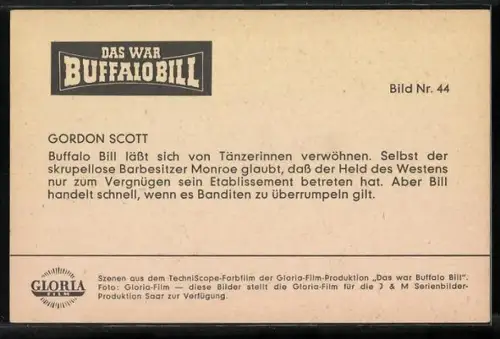 DAS WAR
BUFFALO BILL
Bild Nr. 44
GORDON SCOTT
Buffalo Bill läßt sich von Tänzerinnen verwöhnen. Selbst der
skrupellose Barbesitzer Monroe glaubt, daß der Held des Westens
nur zum Vergnügen sein Etablissement betreten hat. Aber Bill
handelt schnell, wenn es Banditen zu überrumpeln gilt.
GLORIA
FILM
Szenen aus dem TechniScope-Farbfilm der Gloria-Film-Produktion „Das war Buffalo Bill".
Foto: Gloria-Film — diese Bilder stellt die Gloria-Film für die J & M Serienbilder-
Produktion Saar zur Verfügung.